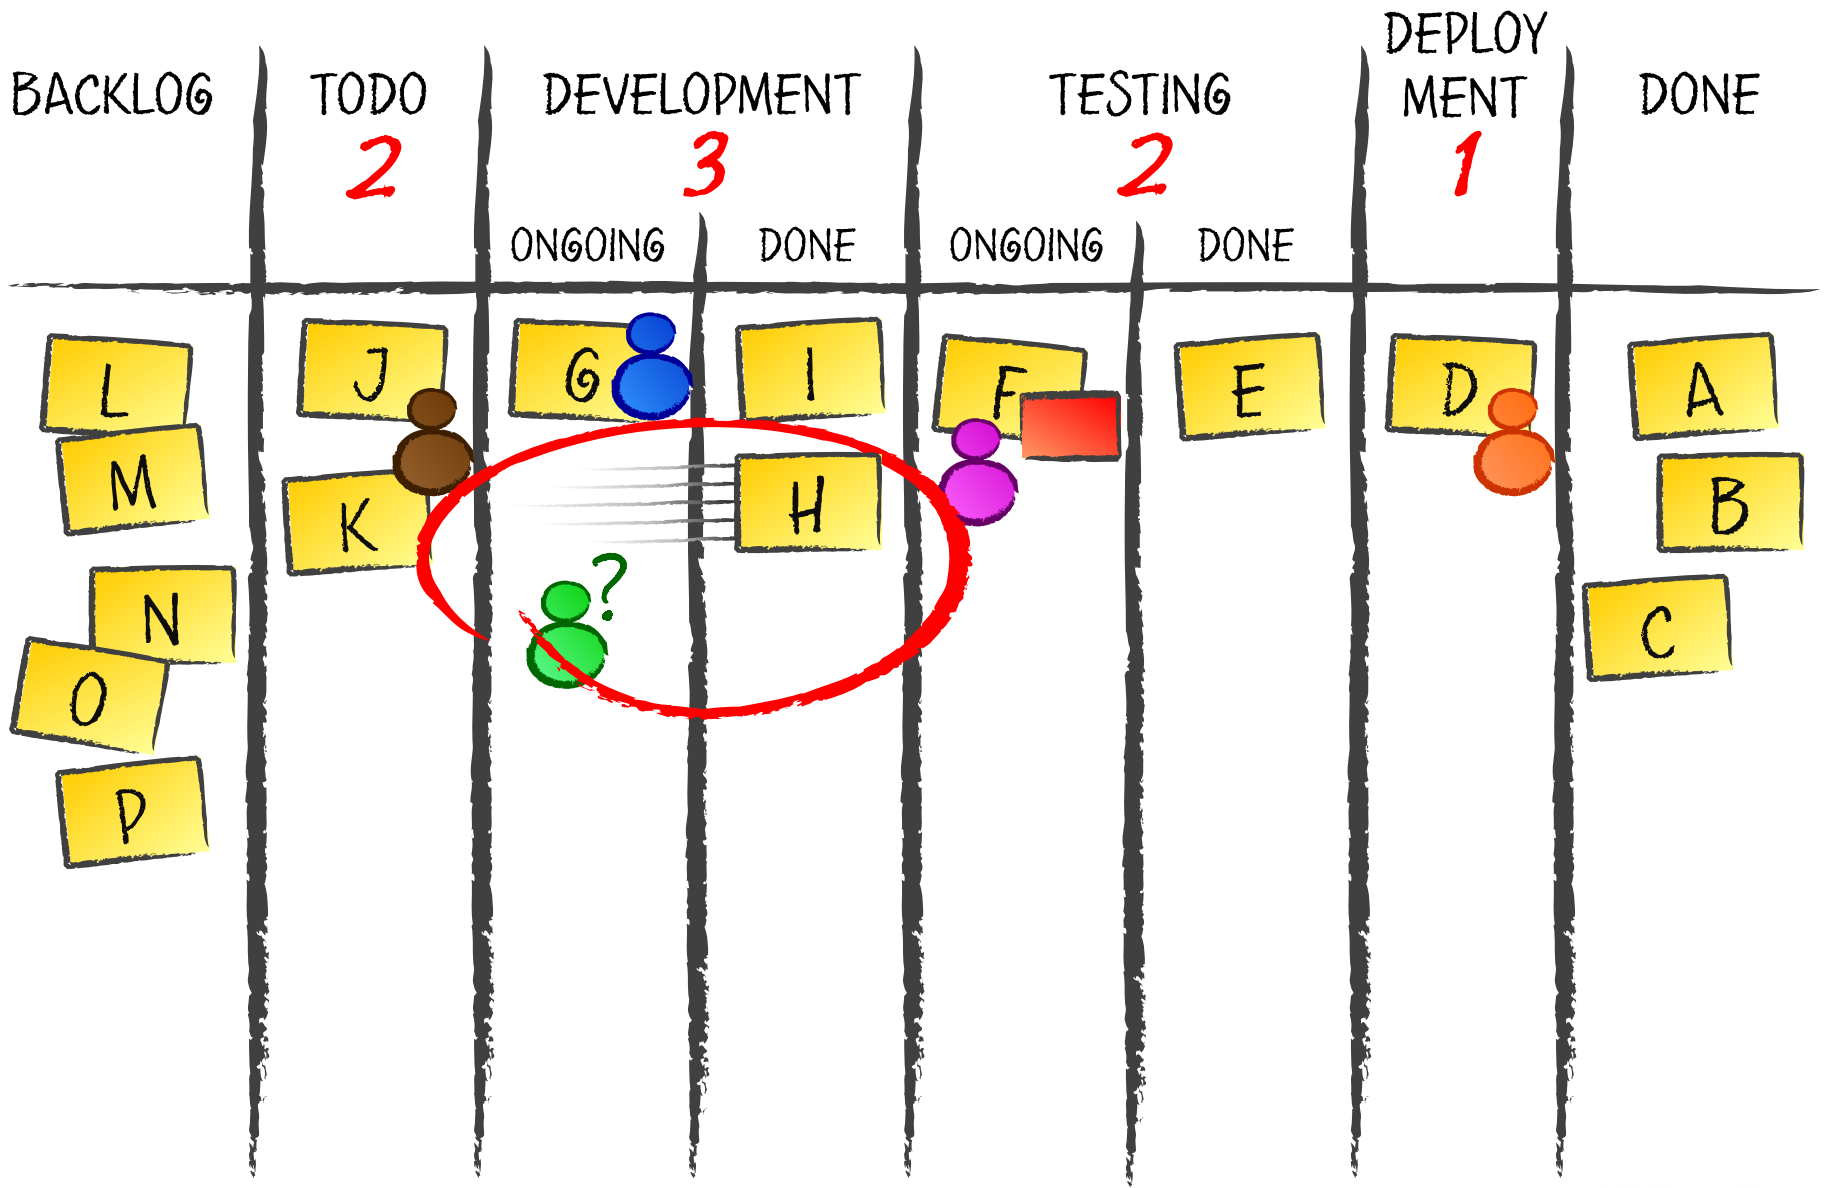 BACKLOG
TODO
2
DEVELOPMENT
3
ONGOING
DONE
TESTING
2
ONGOING
DONE
DEPLOY
MENT
1
DONE
L
M
N
O
P
J
K
G
I
H
?
F
E
D
A
B
C